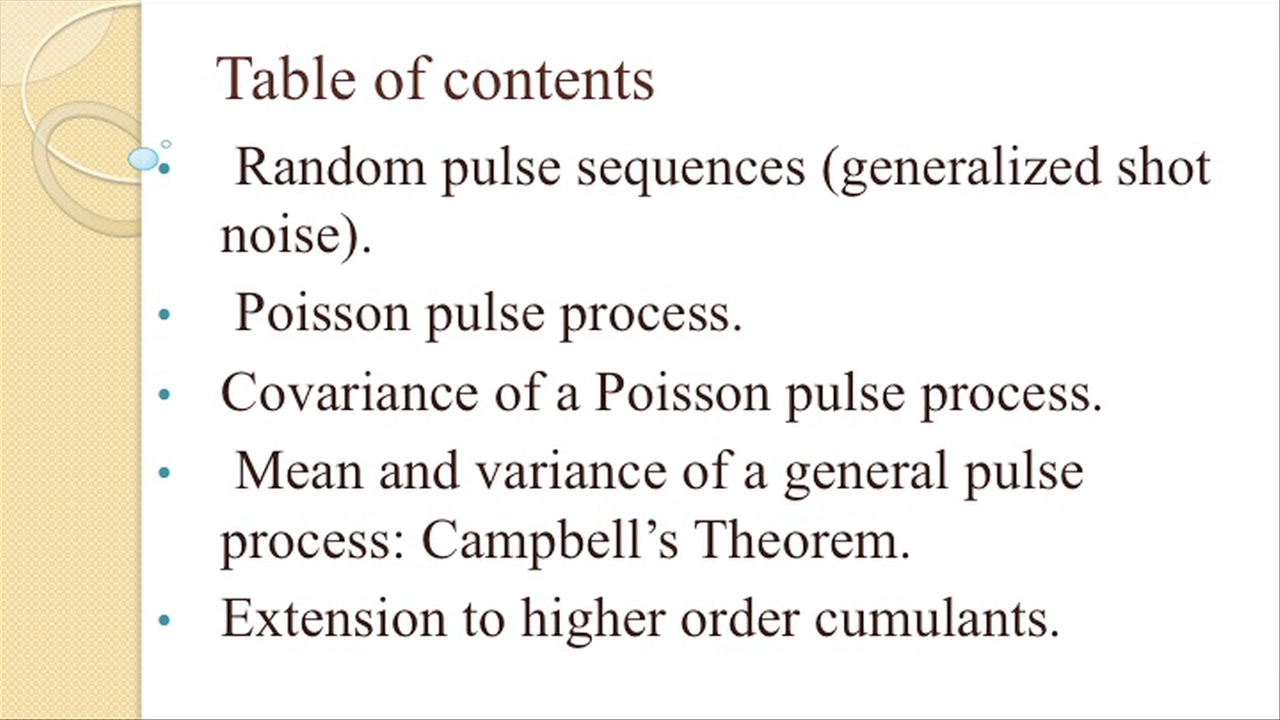 Table of contents
• Random pulse sequences (generalized shot
noise).
• Poisson pulse process.
• Covariance of a Poisson pulse process.
• Mean and variance of a general pulse
process: Campbell’s Theorem.
• Extension to higher order cumulants.